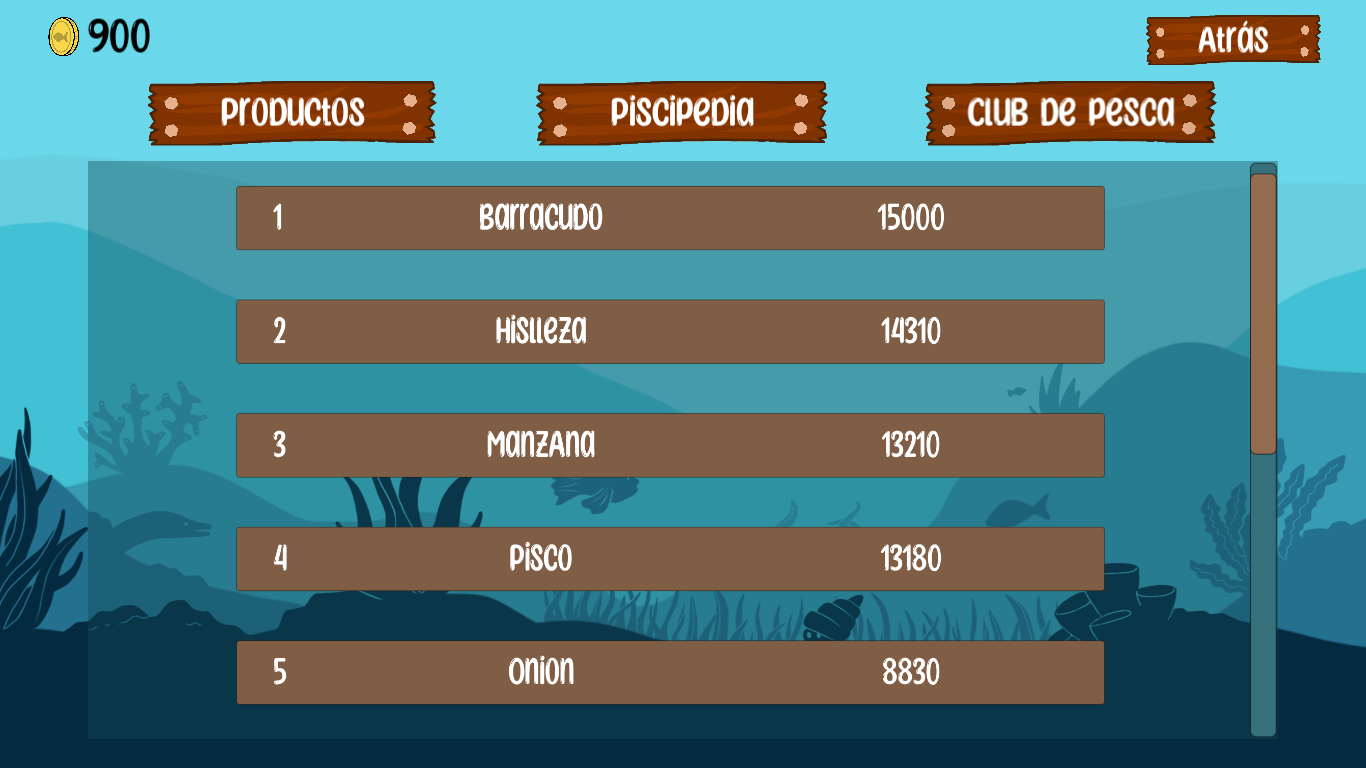 900
Atrás
Productos
Piscipedia
Club de Pesca
1 Barracudo 15000
2 Hislleza 14310
3 ManzAna 13210
4 Pisco 13180
5 Onion 8830